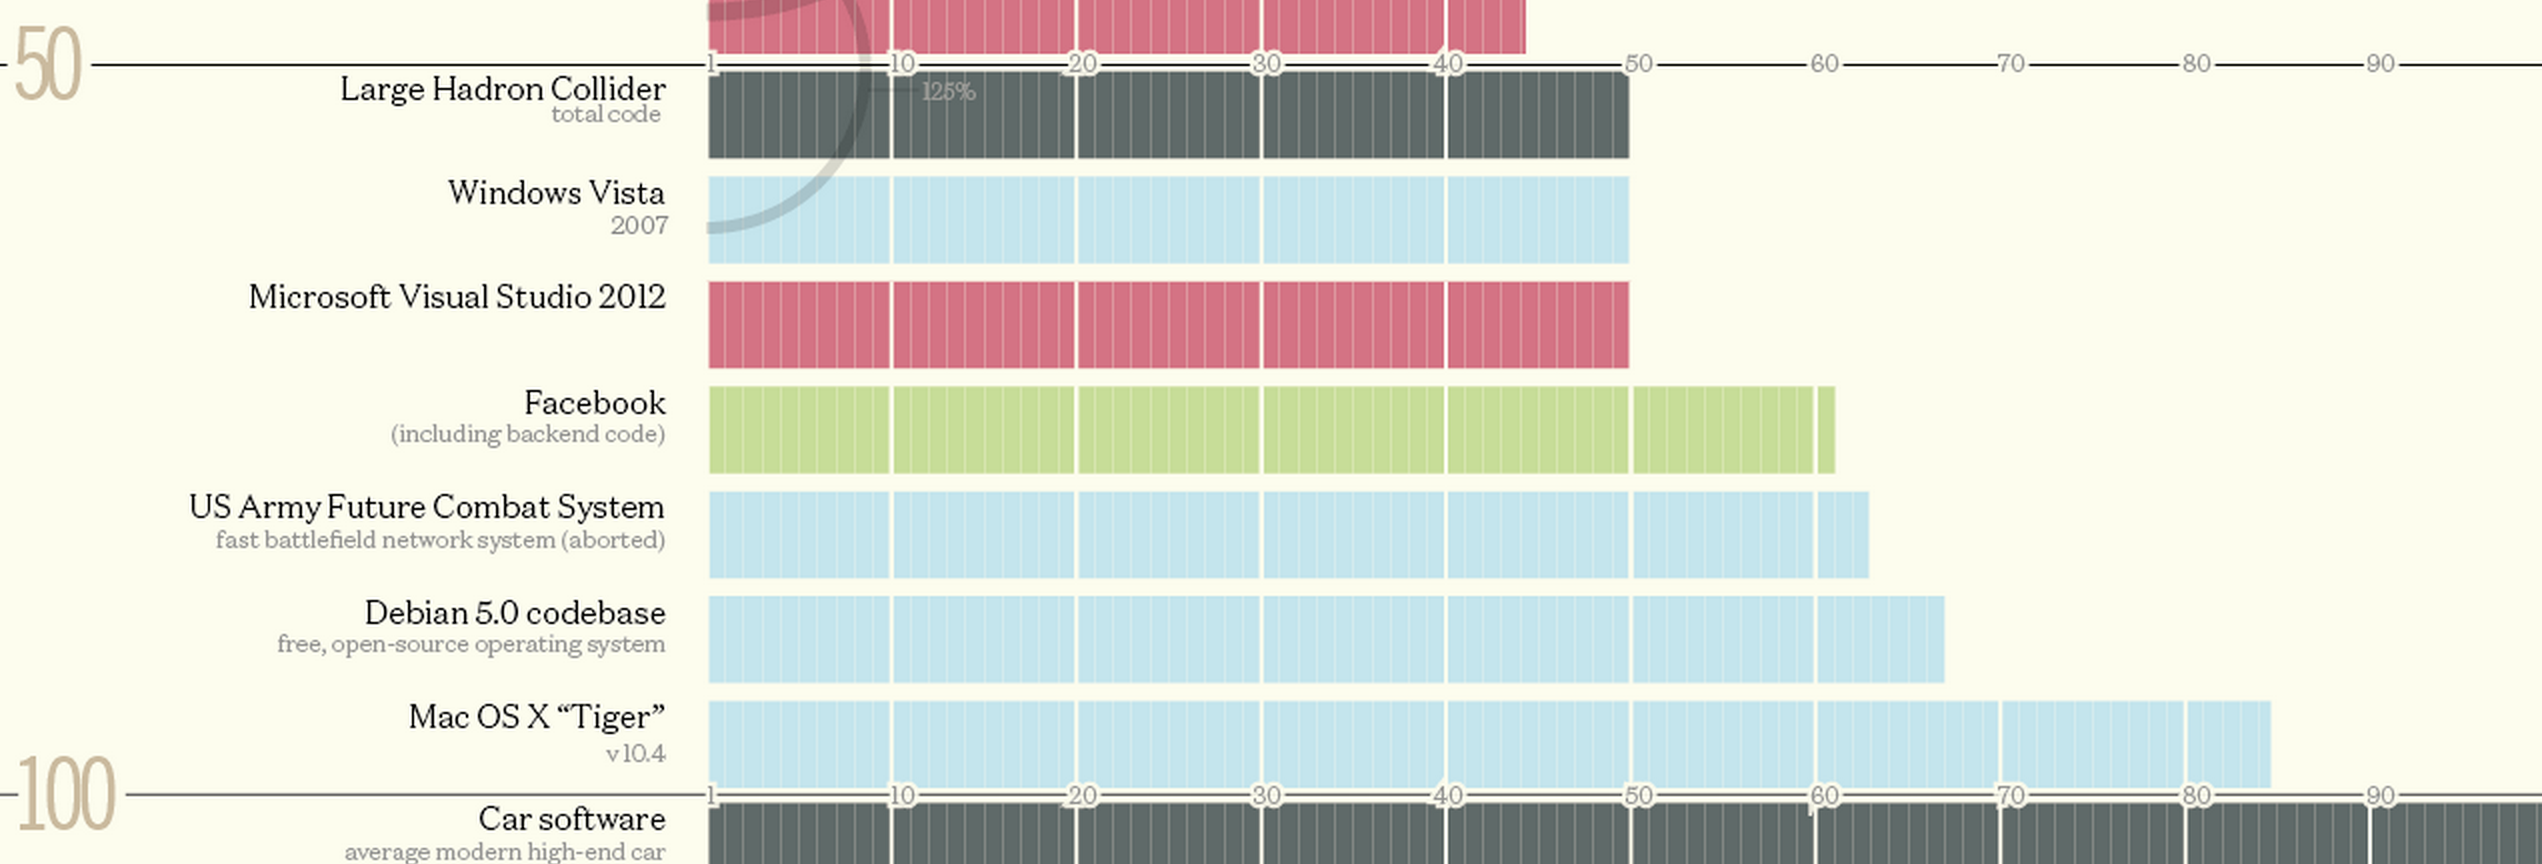 50
1 10 20 30 40 50 60 70 80 90
Large Hadron Collider
total code
125%
Windows Vista
2007
Microsoft Visual Studio 2012
Facebook
(including backend code)
US Army Future Combat System
fast battlefield network system (aborted)
Debian 5.0 codebase
free, open-source operating system
Mac OS X “Tiger”
v10.4
100
1 10 20 30 40 50 60 70 80 90
Car software
average modern high-end car